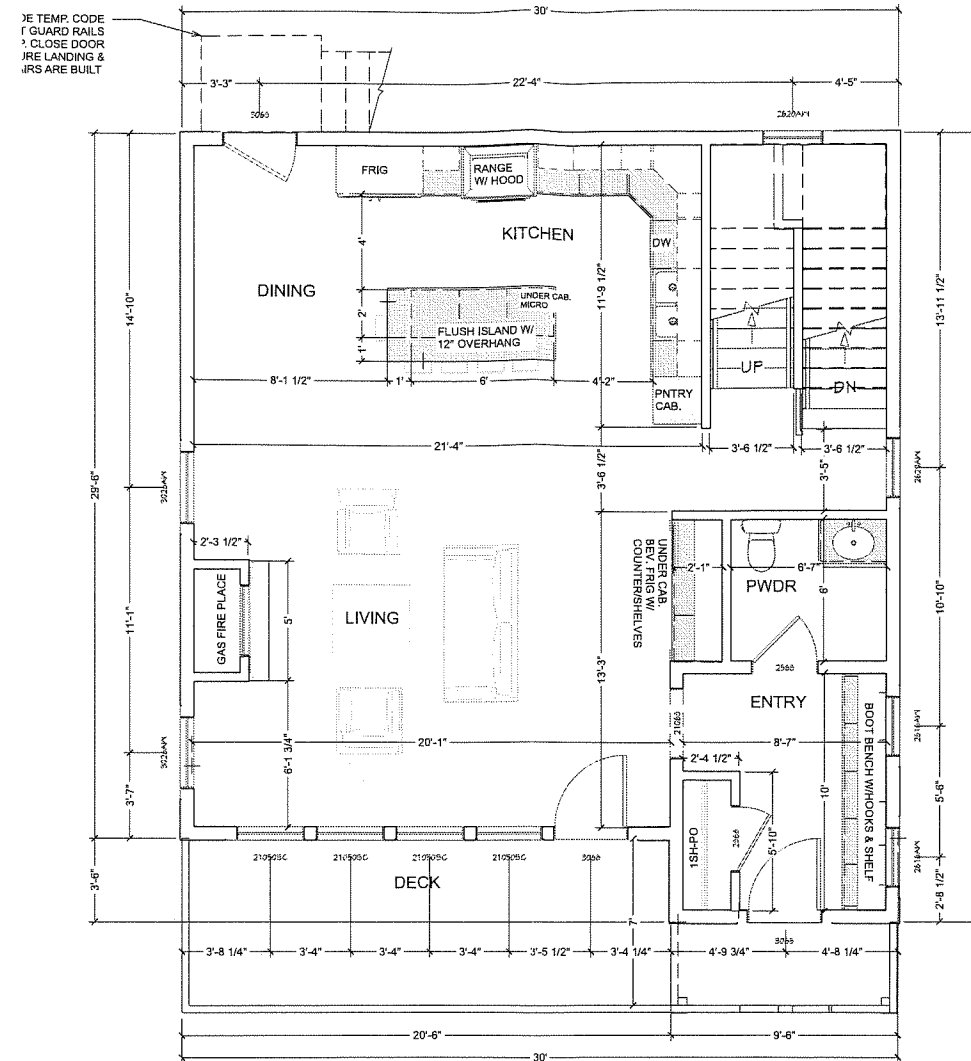 30'
DE TEMP. CODE
GUARD RAILS
CLOSE DOOR
URE LANDING &
IRS ARE BUILT
3'-3"
22'-4"
4'-5"
3066
2620AW
FRIG
RANGE
W/ HOOD
KITCHEN
DW
4'
11'-9 1/2"
14'-10"
13'-11 1/2"
DINING
UNDER CAB.
MICRO
2'
FLUSH ISLAND W/
12" OVERHANG
1'
UP
DN
8'-1 1/2"
1'
6'
4'-2"
PNTRY
CAB.
21'-4"
3'-6 1/2"
3'-6 1/2"
3'-6 1/2"
3'-5"
29'-6"
2'-3 1/2"
GAS FIRE PLACE
5'
LIVING
UNDER CAB.
BEV. FRIG W/
COUNTER/SHELVES
2'-1"
6'-7"
PWDR
6'
10'-10"
11'-1"
13'-3"
2566
ENTRY
21066
BOOT BENCH W/HOOKS & SHELF
20'-1"
8'-7"
6'-1 3/4"
2'-4 1/2"
3'-7"
10'
5'-6"
1SH-PO
2566
5'-10"
2'-8 1/2"
3066
DECK
3'-6"
7'
3'-8 1/4"
3'-4"
3'-4"
3'-4"
3'-5 1/2"
3'-4 1/4"
4'-9 3/4"
3066
4'-8 1/4"
20'-6"
9'-6"
30'